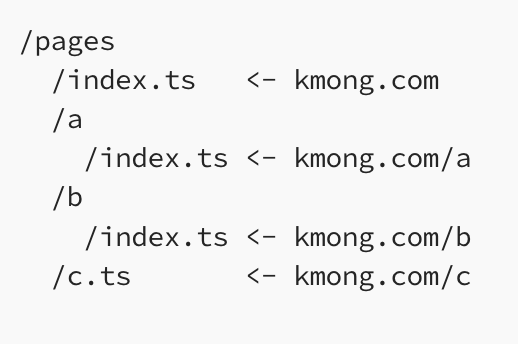 /pages
  /index.ts   <- kmong.com
  /a
    /index.ts <- kmong.com/a
  /b
    /index.ts <- kmong.com/b
  /c.ts       <- kmong.com/c